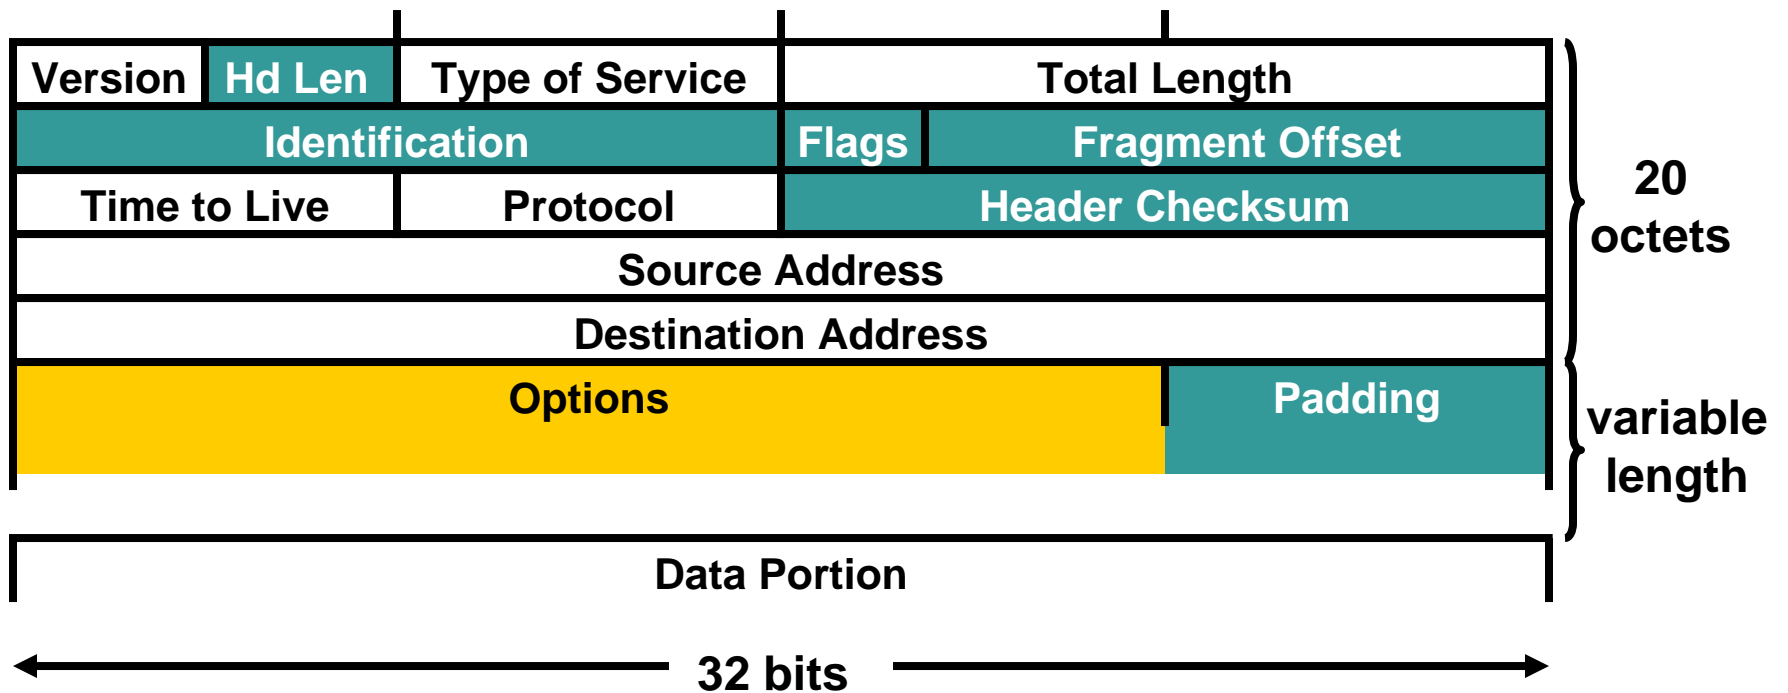 Version Hd Len Type of Service Total Length
Identification Flags Fragment Offset
Time to Live Protocol Header Checksum
Source Address
Destination Address
Options Padding
20
octets
variable
length
Data Portion
32 bits